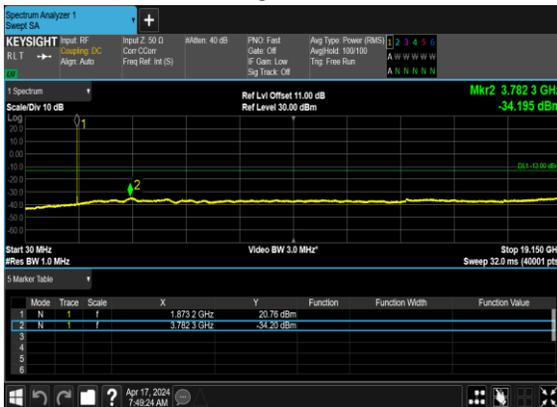 Spectrum Analyzer 1
Swept SA
KEYSIGHT Input: RF Input Z: 50 Ω #Atten: 40 dB PNO: Fast Avg Type: Power (RMS) 1 2 3 4 5 6
RLT Coupling: DC Corr CCorr Gate: Off Avg|Hold: 100/100 A W W W W W
Align: Auto Freq Ref: Int (S) IF Gain: Low Trig: Free Run
Sig Track: Off A N N N N N
1 Spectrum Ref Lvl Offset 11.00 dB Mkr2 3.782 3 GHz
Scale/Div 10 dB Ref Level 30.00 dBm -34.195 dBm
Log
20.0 1
10.0
0.00
-10.0 DL1 -13.00 dBm
-20.0
-30.0 2
-40.0
-50.0
-60.0
Start 30 MHz Video BW 3.0 MHz* Stop 19.150 GH
#Res BW 1.0 MHz Sweep 32.0 ms (40001 pts
5 Marker Table
Mode Trace Scale X Y Function Function Width Function Value
1 N 1 f 1.873 2 GHz 20.76 dBm
2 N 1 f 3.782 3 GHz -34.20 dBm
3
4
5
6
? Apr 17, 2024
7:49:24 AM